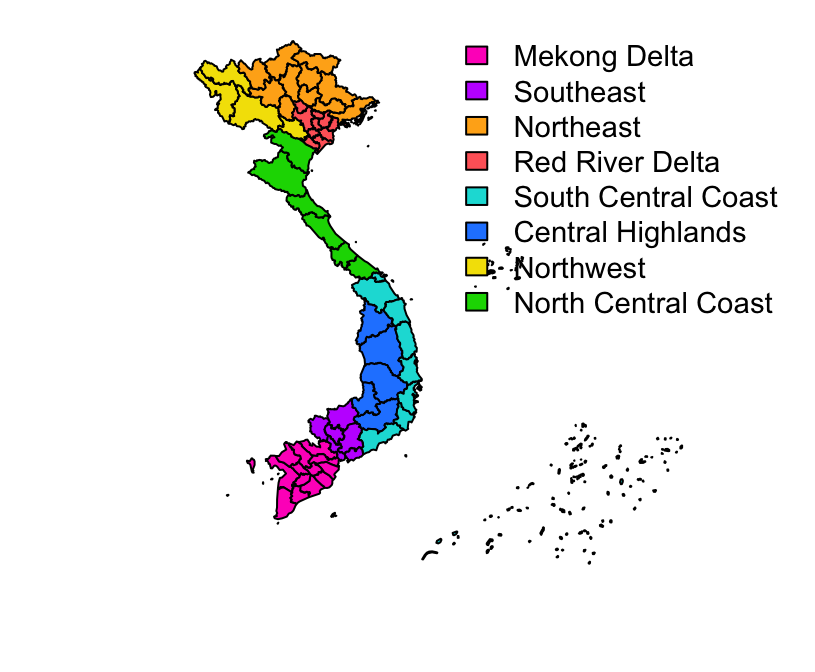 Mekong Delta
Southeast
Northeast
Red River Delta
South Central Coast
Central Highlands
Northwest
North Central Coast